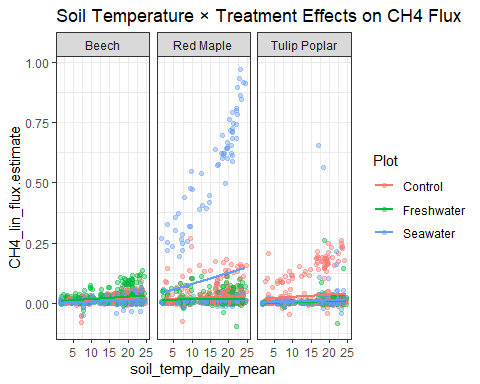 Soil Temperature × Treatment Effects on CH4 Flux
Beech
Red Maple
Tulip Poplar
CH4_lin_flux.estimate
1.00
0.75
0.50
0.25
0.00
5 10 15 20 25
5 10 15 20 25
5 10 15 20 25
soil_temp_daily_mean
Plot
Control
Freshwater
Seawater